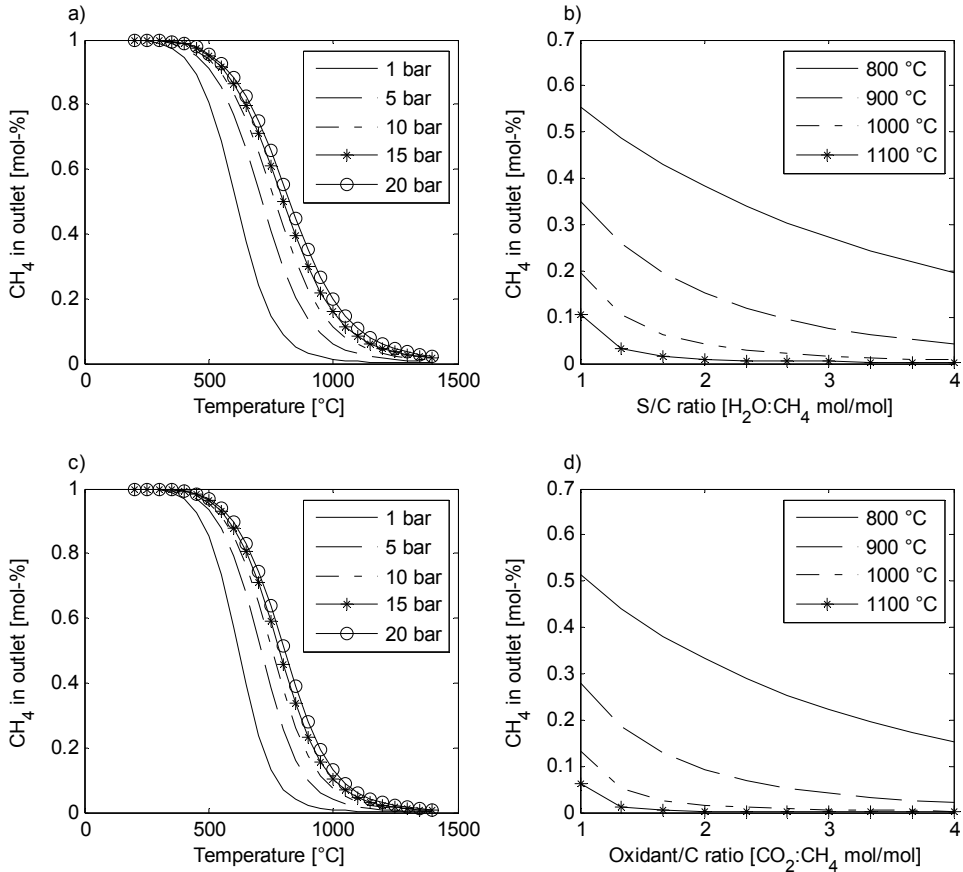 a)
CH4 in outlet [mol-%]
1
0.8
0.6
0.4
0.2
0
0
500
1000
1500
Temperature [°C]
1 bar
5 bar
10 bar
15 bar
20 bar
b)
CH4 in outlet [mol-%]
0.7
0.6
0.5
0.4
0.3
0.2
0.1
0
1
2
3
4
S/C ratio [H2O:CH4 mol/mol]
800 °C
900 °C
1000 °C
1100 °C
c)
CH4 in outlet [mol-%]
1
0.8
0.6
0.4
0.2
0
0
500
1000
1500
Temperature [°C]
1 bar
5 bar
10 bar
15 bar
20 bar
d)
CH4 in outlet [mol-%]
0.7
0.6
0.5
0.4
0.3
0.2
0.1
0
1
2
3
4
Oxidant/C ratio [CO2:CH4 mol/mol]
800 °C
900 °C
1000 °C
1100 °C